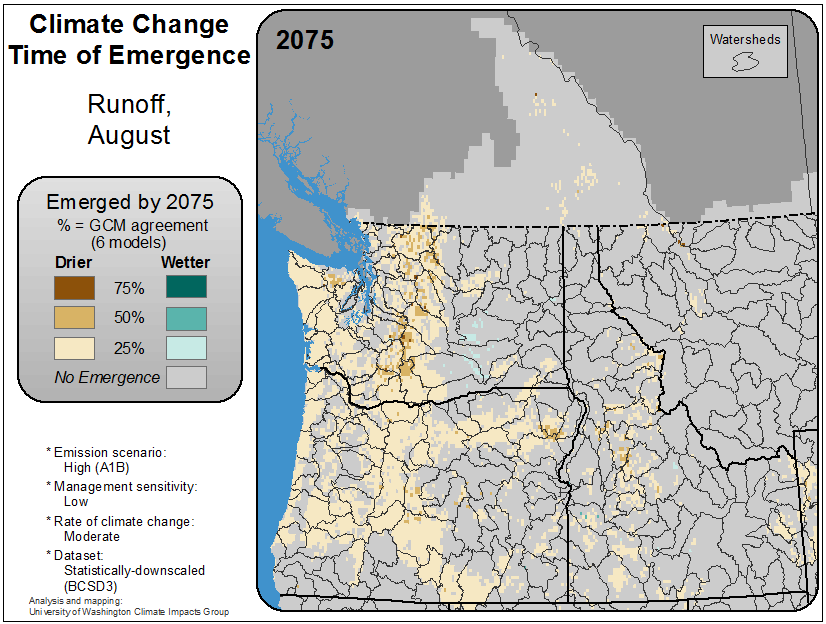 Climate Change
Time of Emergence
Runoff,
August
Emerged by 2075
% = GCM agreement
(6 models)
Drier Wetter
75%
50%
25%
No Emergence
* Emission scenario:
High (A1B)
* Management sensitivity:
Low
* Rate of climate change:
Moderate
* Dataset:
Statistically-downscaled
(BCSD3)
Analysis and mapping:
University of Washington Climate Impacts Group
2075
Watersheds